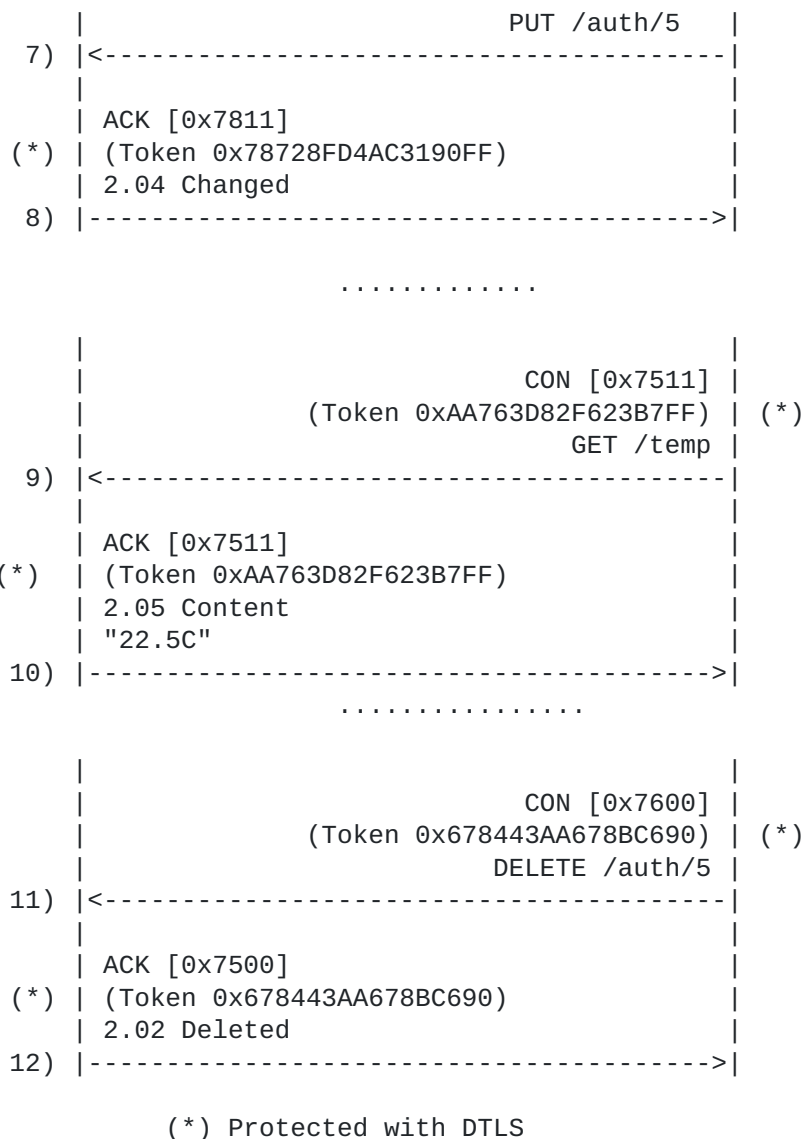 PUT /auth/5
7)
ACK [0x7811]
(*) (Token 0x78728FD4AC3190FF)
2.04 Changed
8)
.............
CON [0x7511]
(Token 0xAA763D82F623B7FF) (*)
GET /temp
9)
ACK [0x7511]
(*) (Token 0xAA763D82F623B7FF)
2.05 Content
"22.5C"
10)
................
CON [0x7600]
(Token 0x678443AA678BC690) (*)
DELETE /auth/5
11)
ACK [0x7500]
(*) (Token 0x678443AA678BC690)
2.02 Deleted
12)
(*) Protected with DTLS